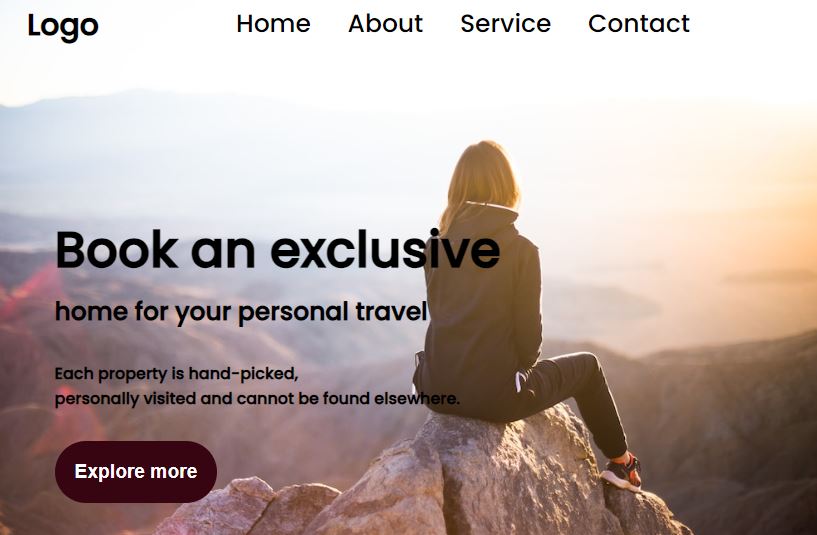 Logo
Home About Service Contact
Book an exclusive
home for your personal travel
Each property is hand-picked,
personally visited and cannot be found elsewhere.
Explore more